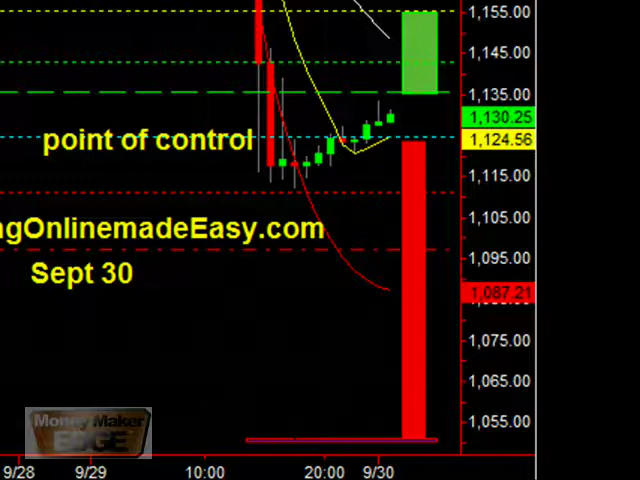 1,155.00
1,145.00
1,135.00
1,130.25
point of control
1,124.56
1,115.00
1,105.00
ngOnlinemadeEasy.com
1,095.00
Sept 30
1,087.21
1,075.00
1,065.00
1,055.00
Money Maker
EDGE
9/28 9/29 10:00 20:00 9/30